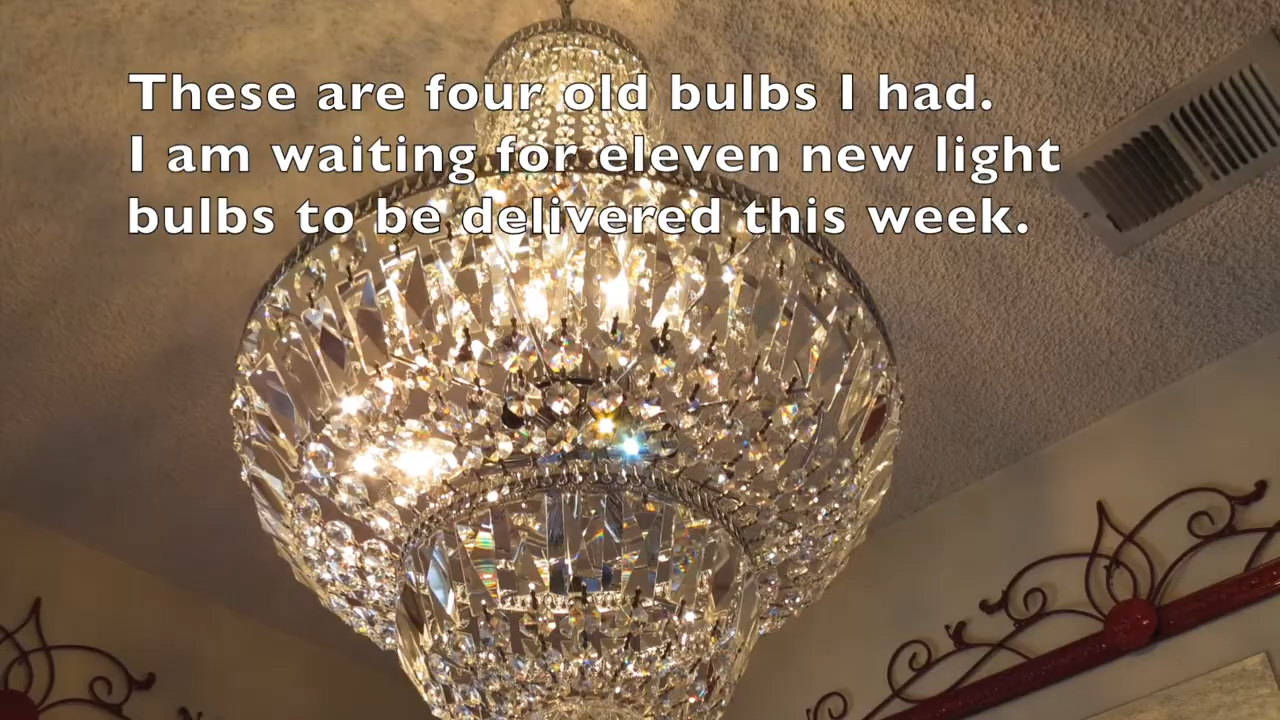 These are four old bulbs I had.
I am waiting for eleven new light
bulbs to be delivered this week.